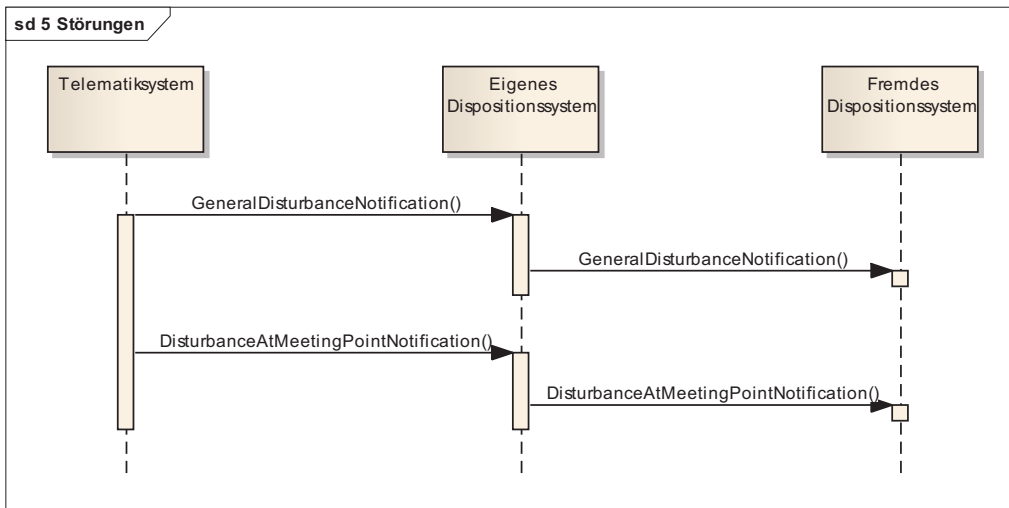 sd 5 Störungen
Telematiksystem
Eigenes
Dispositionssystem
Fremdes
Dispositionssystem
GeneralDisturbanceNotification()
GeneralDisturbanceNotification()
DisturbanceAtMeetingPointNotification()
DisturbanceAtMeetingPointNotification()